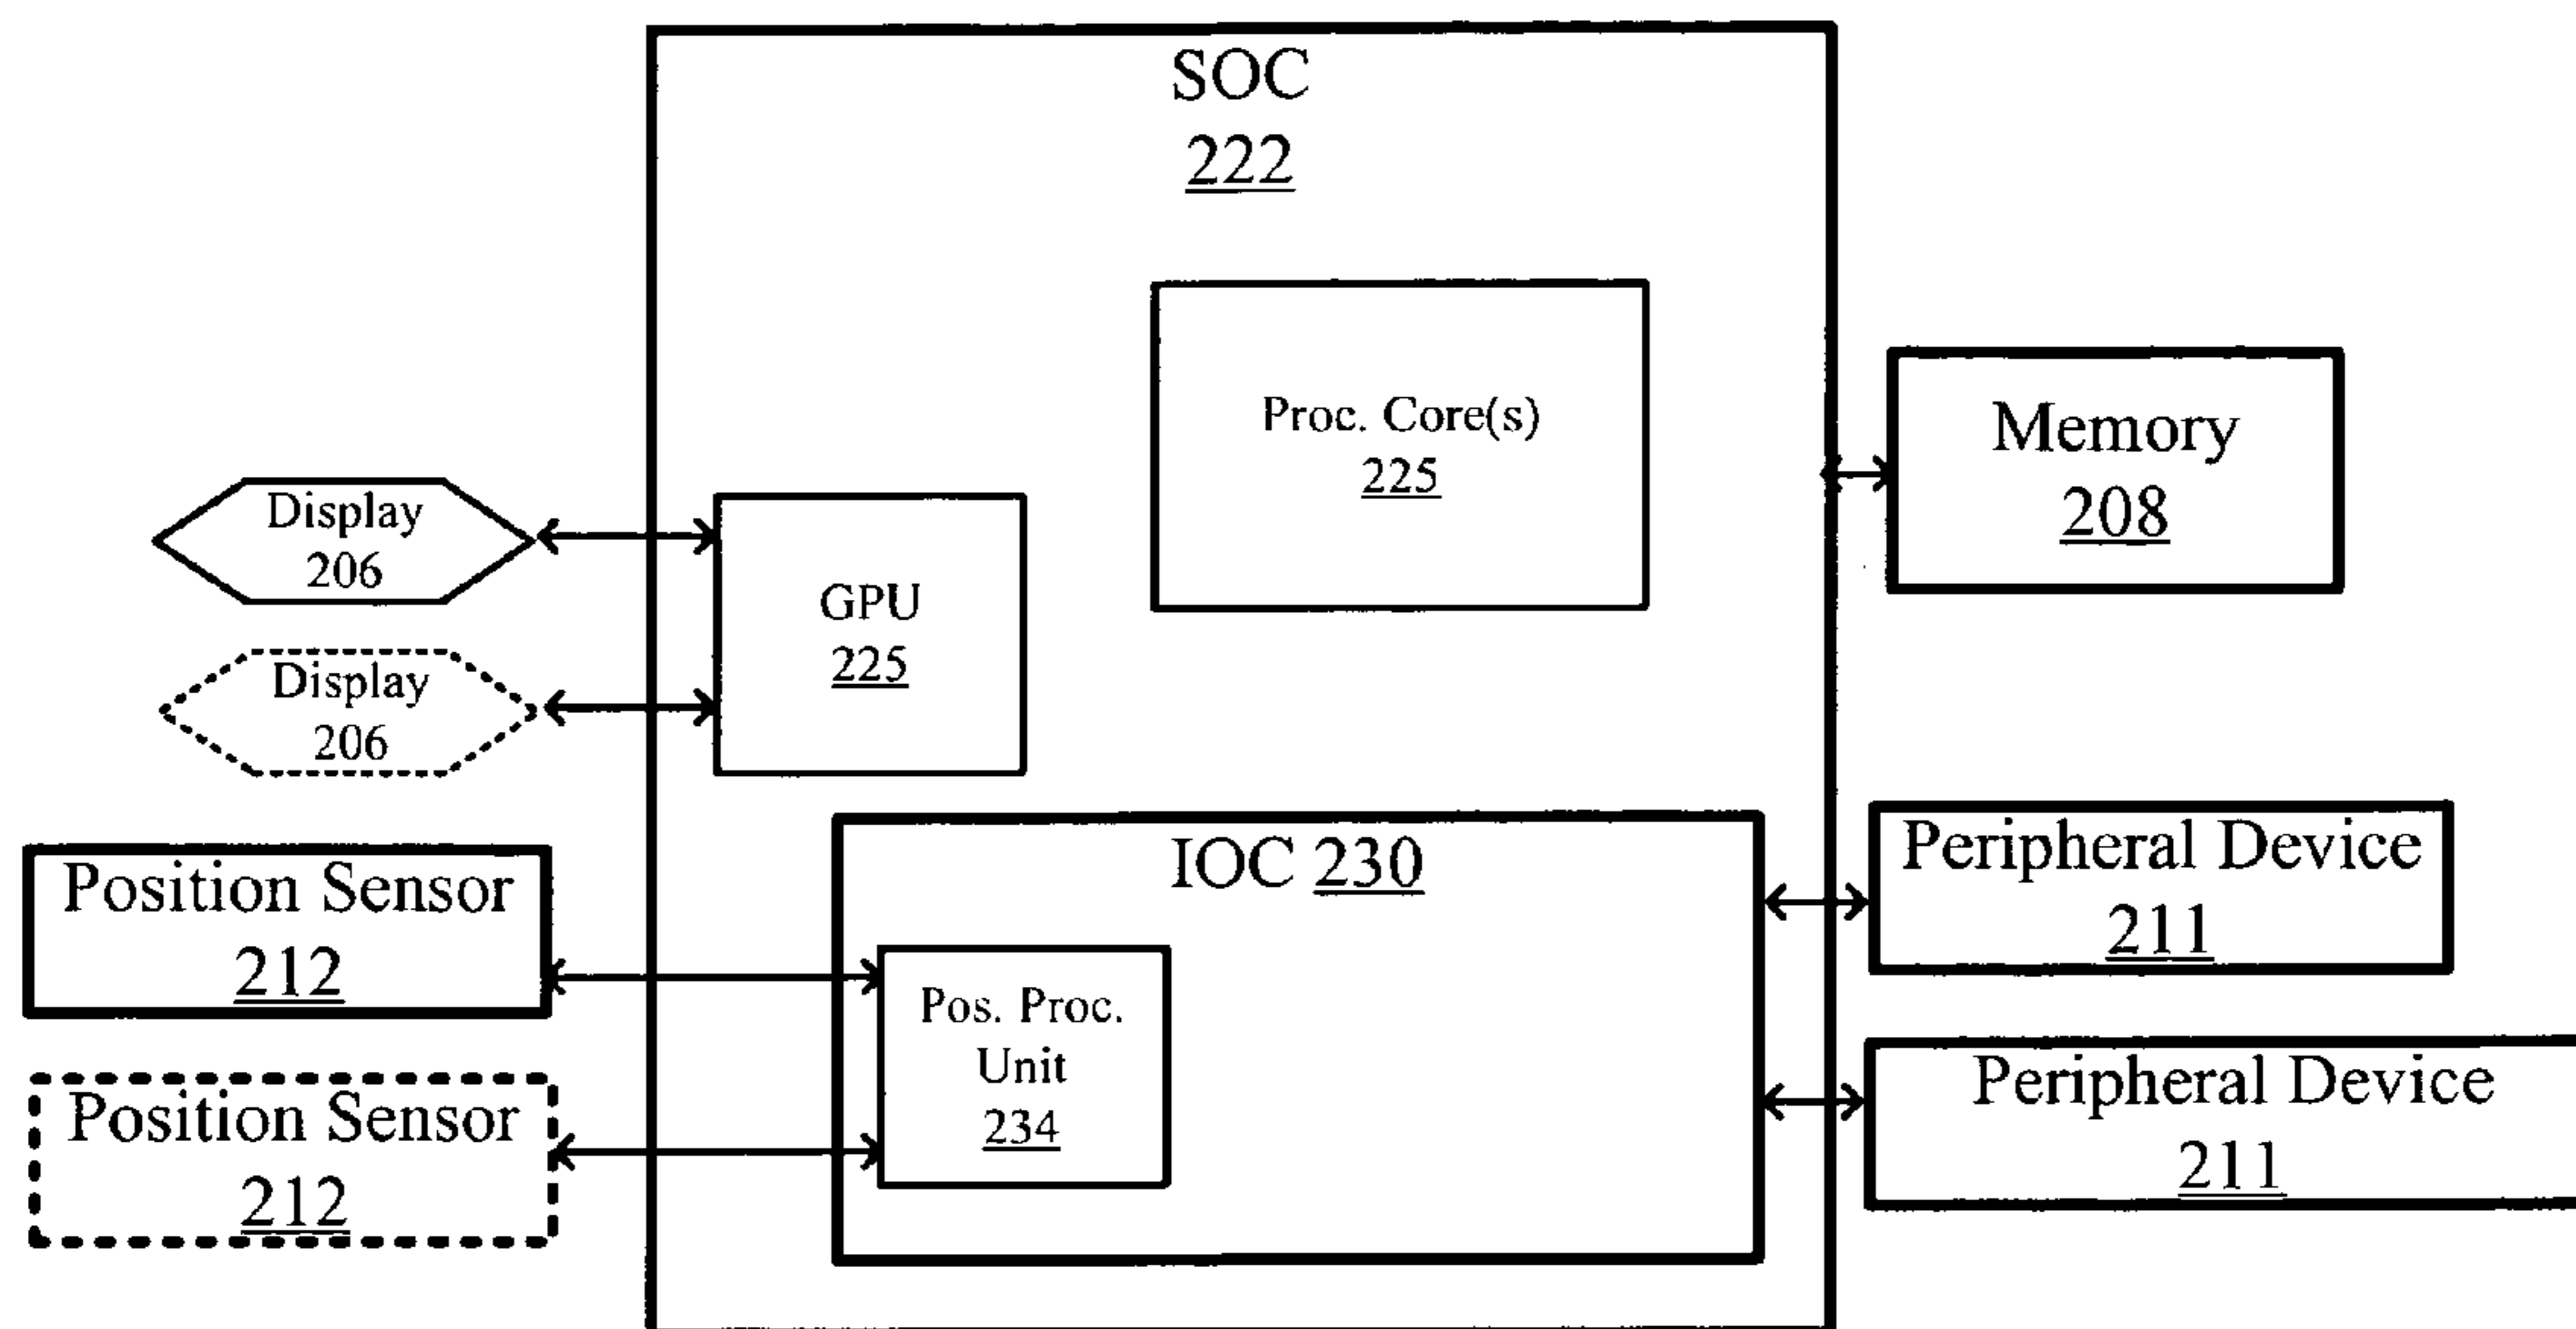 SOC
222
Proc. Core(s)
225
Memory
208
Display
206
GPU
225
Display
206
IOC 230
Peripheral Device
211
Position Sensor
212
Pos. Proc.
Unit
234
Peripheral Device
211
Position Sensor
212